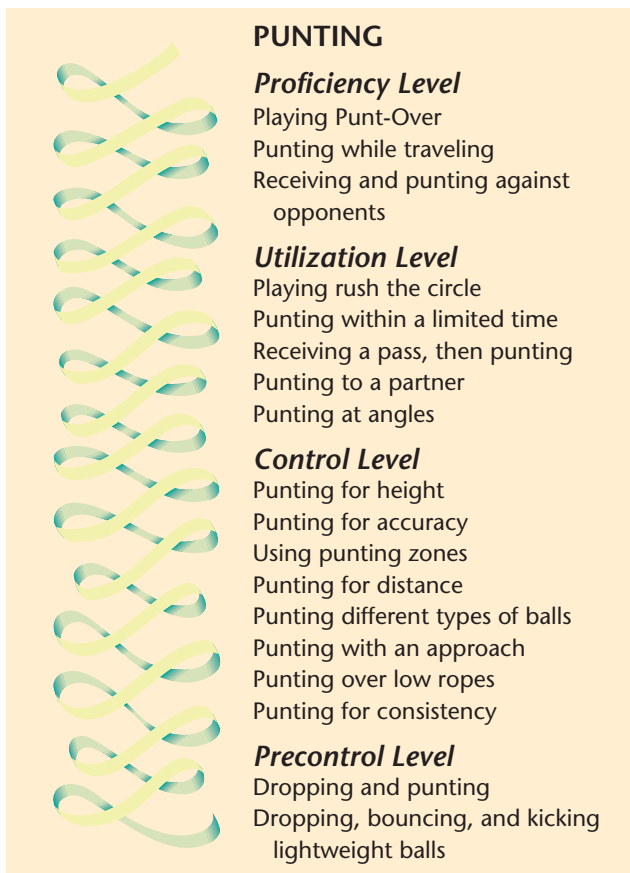 PUNTING
Proficiency Level
Playing Punt-Over
Punting while traveling
Receiving and punting against
opponents
Utilization Level
Playing rush the circle
Punting within a limited time
Receiving a pass, then punting
Punting to a partner
Punting at angles
Control Level
Punting for height
Punting for accuracy
Using punting zones
Punting for distance
Punting different types of balls
Punting with an approach
Punting over low ropes
Punting for consistency
Precontrol Level
Dropping and punting
Dropping, bouncing, and kicking
lightweight balls